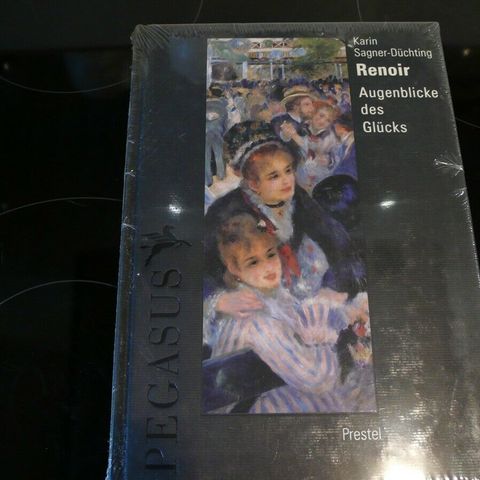 Karin
Sagner-Düchting
Renoir
Augenblicke
des
Glücks
PEGASUS
Prestel